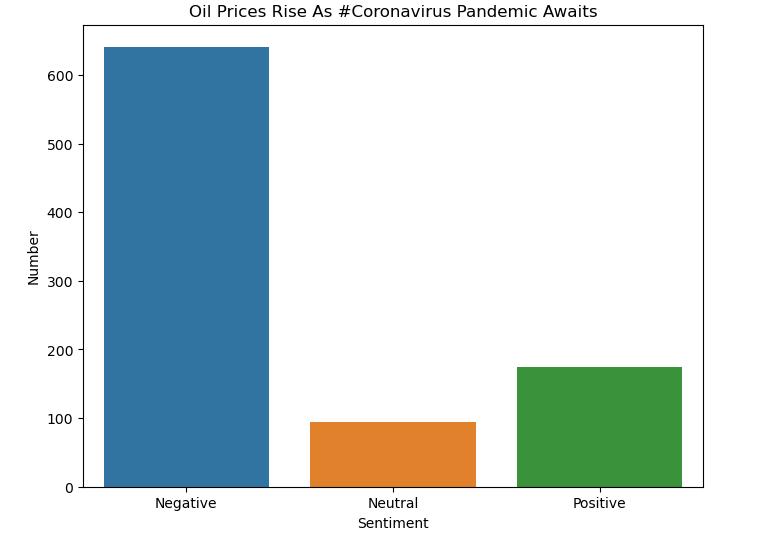 Oil Prices Rise As #Coronavirus Pandemic Awaits
600
500
400
300
200
100
0
Number
Negative
Neutral
Positive
Sentiment